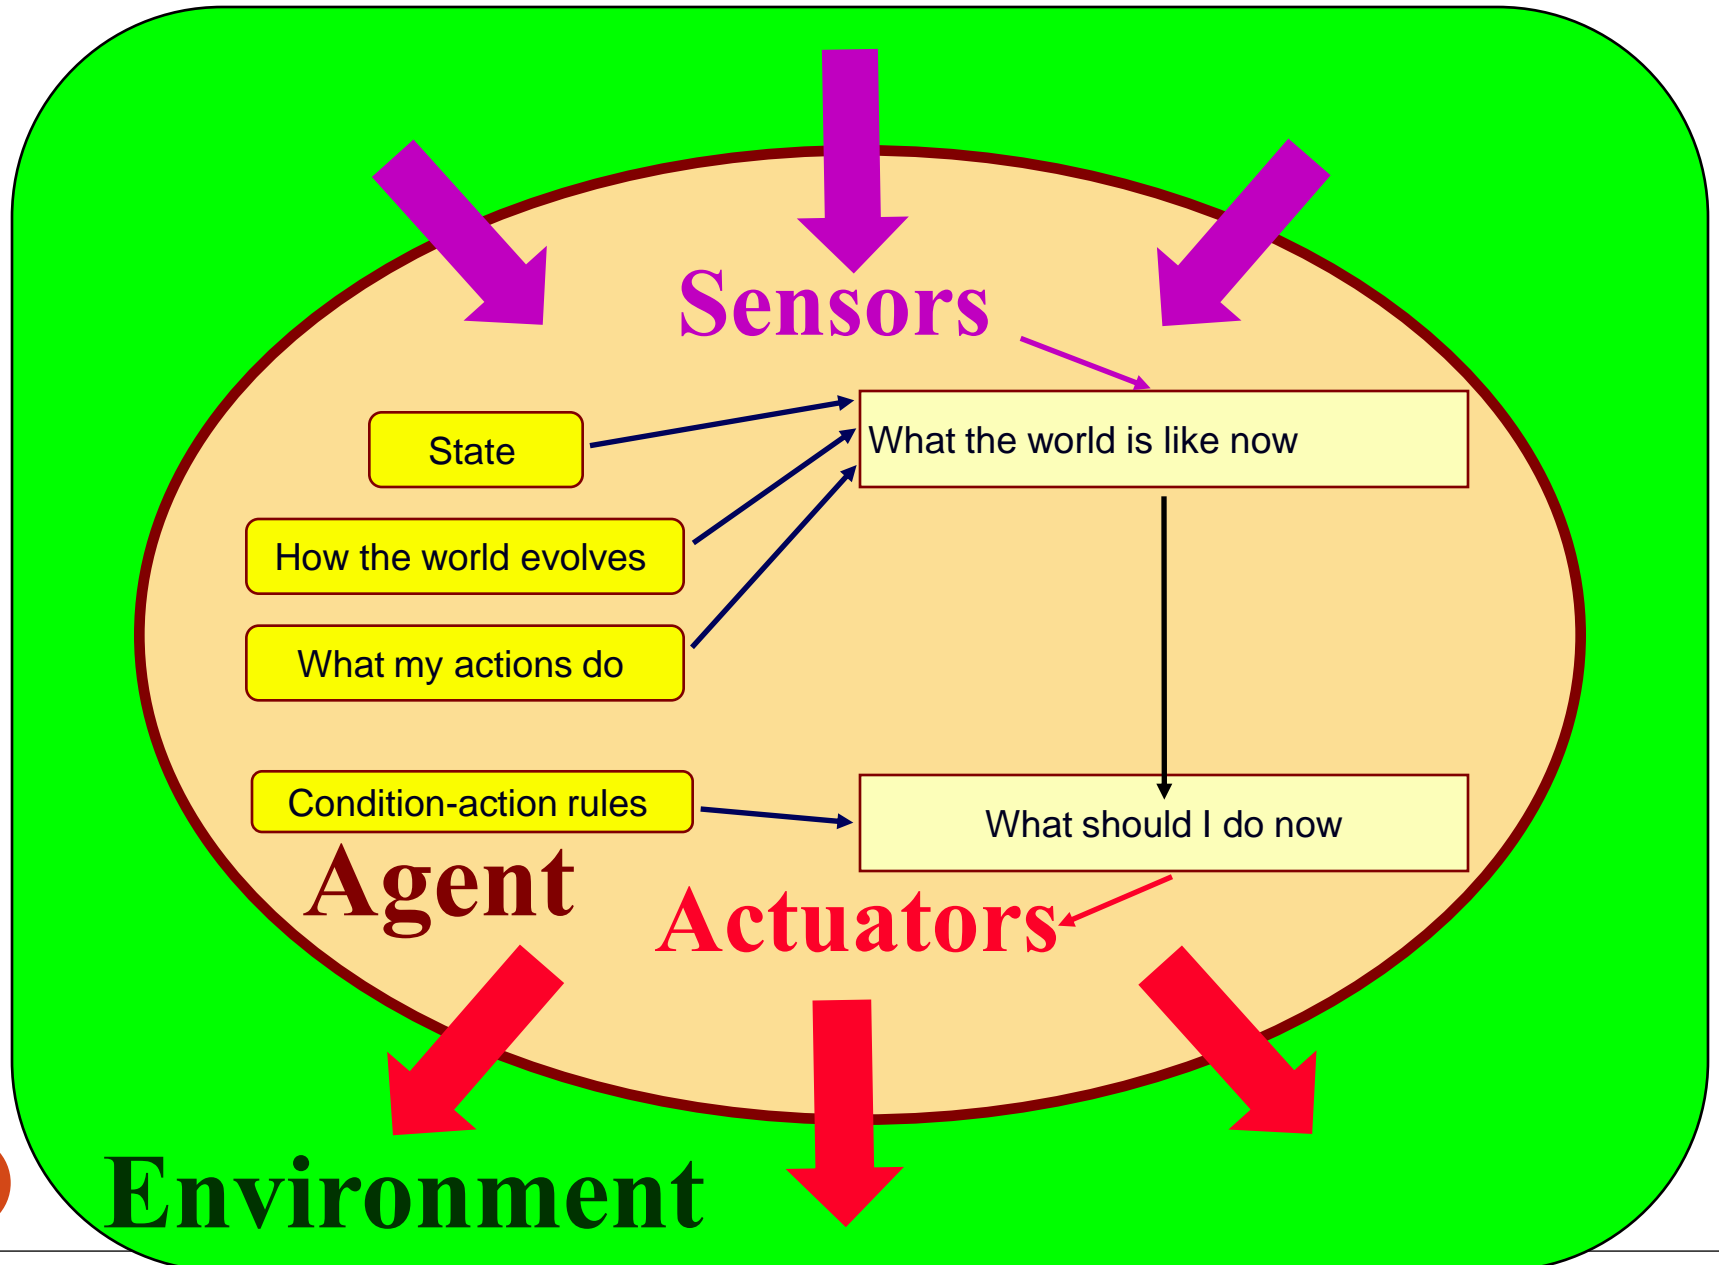 Sensors
State
What the world is like now
How the world evolves
What my actions do
Condition-action rules
What should I do now
Agent
Actuators
Environment